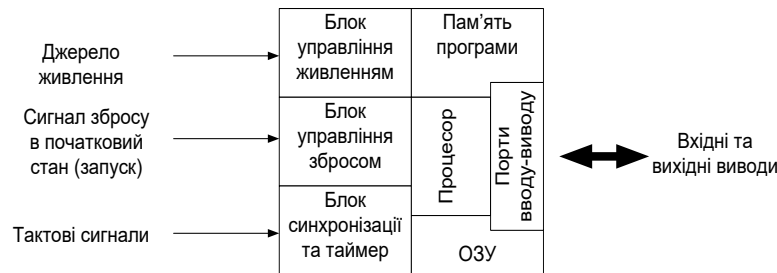 Джерело
живлення
Сигнал збросу
в початковий
стан (запуск)
Тактові сигнали
Блок
управління
живленням
Блок
управління
збросом
Блок
синхронізації
та таймер
Пам’ять
програми
Процесор
Порти
вводу-виводу
ОЗУ
Вхідні та
вихідні виводи